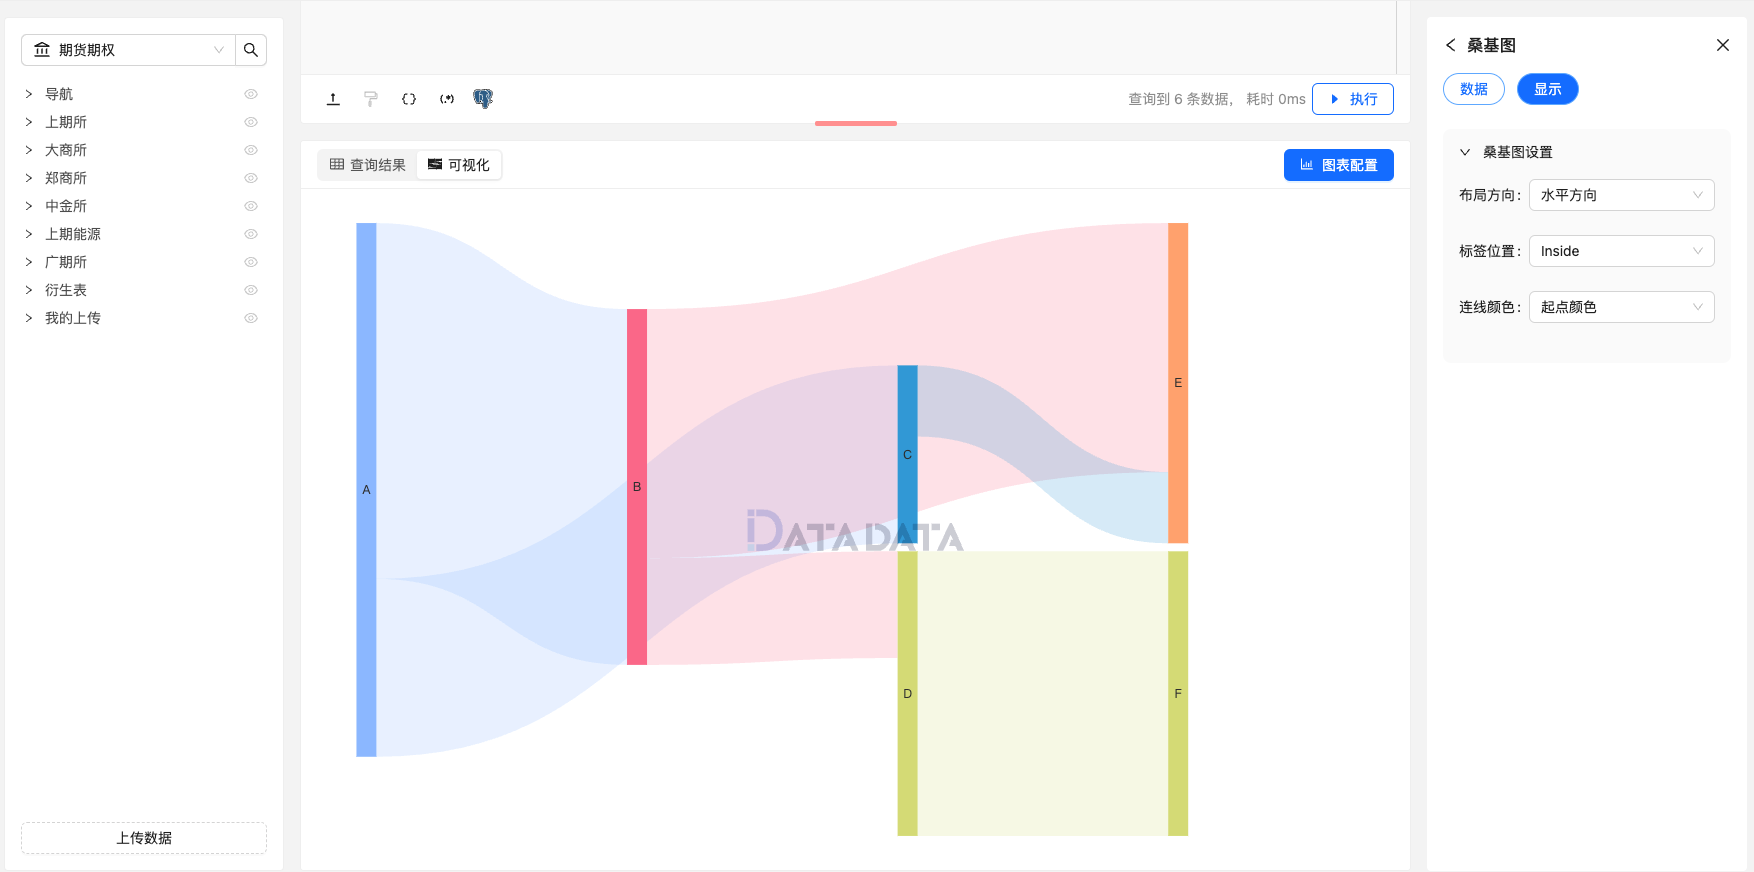 期货期权
导航
上期所
大商所
郑商所
中金所
上期能源
广期所
衍生表
我的上传
上传数据
{} (.*) 查询到 6 条数据， 耗时 0ms 执行
查询结果 可视化 图表配置
A
B
C
D
E
F
DATADATA
桑基图
数据 显示
桑基图设置
布局方向： 水平方向
标签位置： Inside
连线颜色： 起点颜色